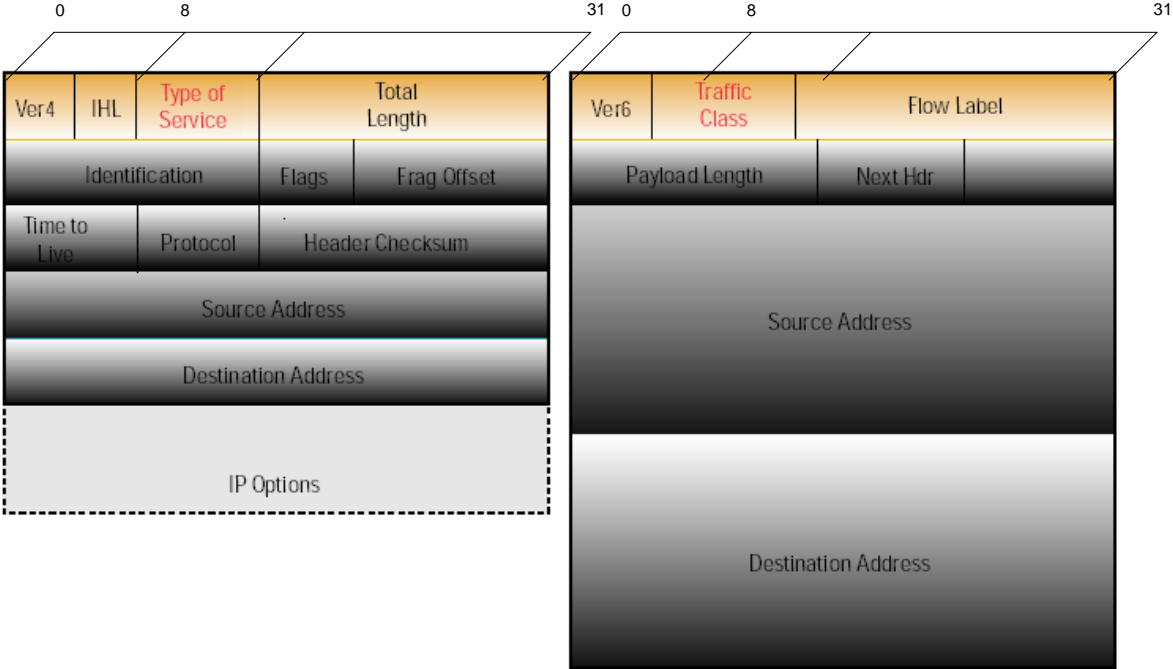 0 8 31 0 8 31
Ver4 IHL Type of Service Total Length
Identification Flags Frag Offset
Time to Live Protocol Header Checksum
Source Address
Destination Address
IP Options
Ver6 Traffic Class Flow Label
Payload Length Next Hdr
Source Address
Destination Address